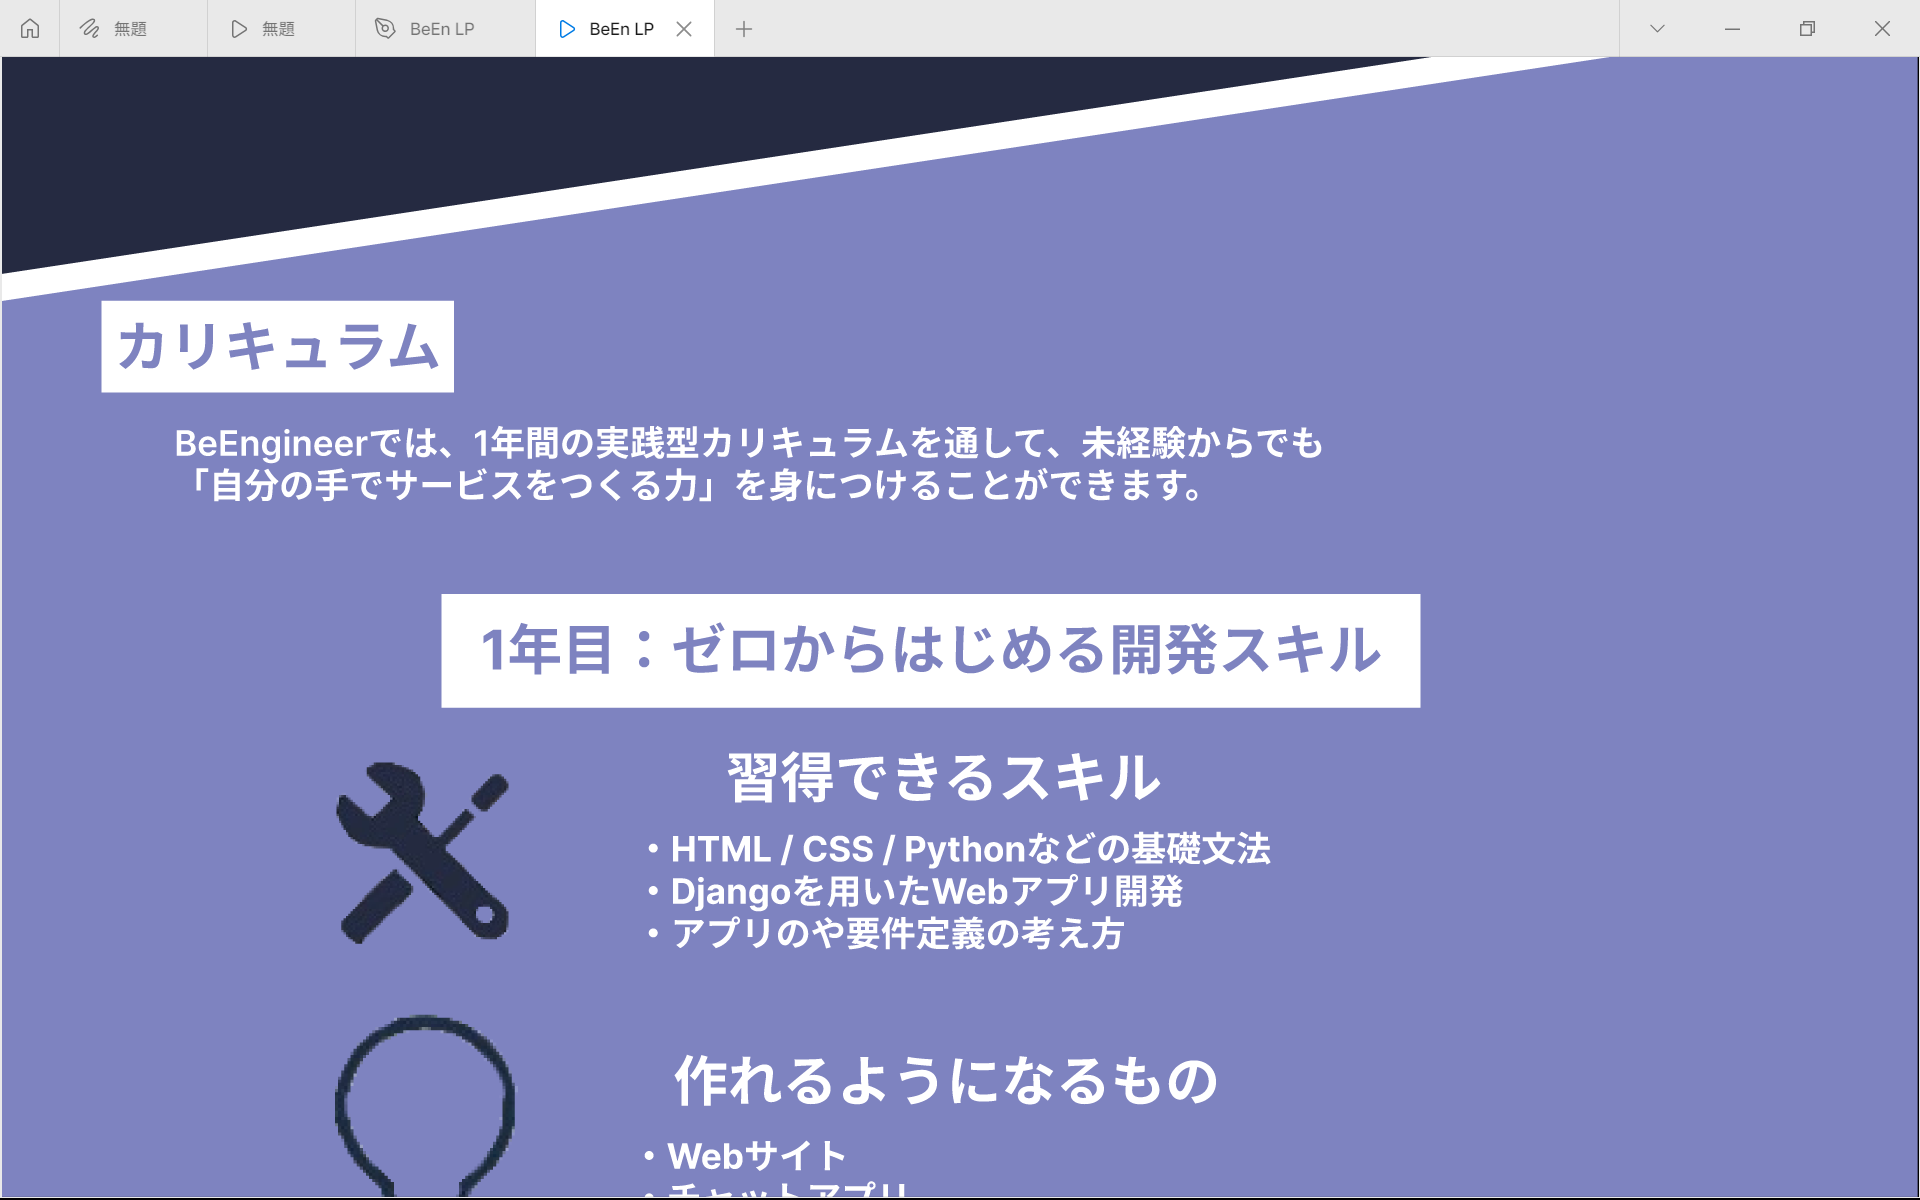 無題
無題
BeEn LP
BeEn LP
カリキュラム
BeEngineerでは、1年間の実践型カリキュラムを通して、未経験からでも
「自分の手でサービスをつくる力」を身につけることができます。
1年目：ゼロからはじめる開発スキル
習得できるスキル
・HTML / CSS / Pythonなどの基礎文法
・Djangoを用いたWebアプリ開発
・アプリのや要件定義の考え方
作れるようになるもの
・Webサイト
・チャットアプリ